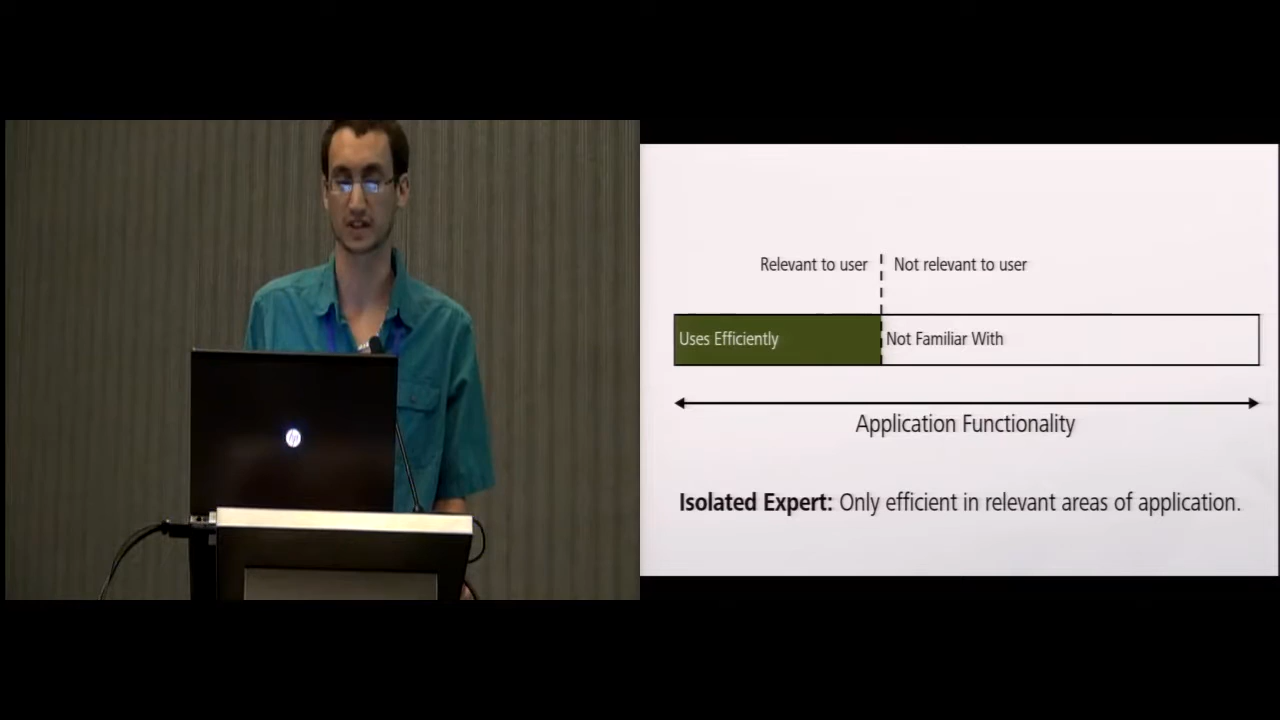 Relevant to user
Not relevant to user
Uses Efficiently
Not Familiar With
Application Functionality
Isolated Expert: Only efficient in relevant areas of application.
hp